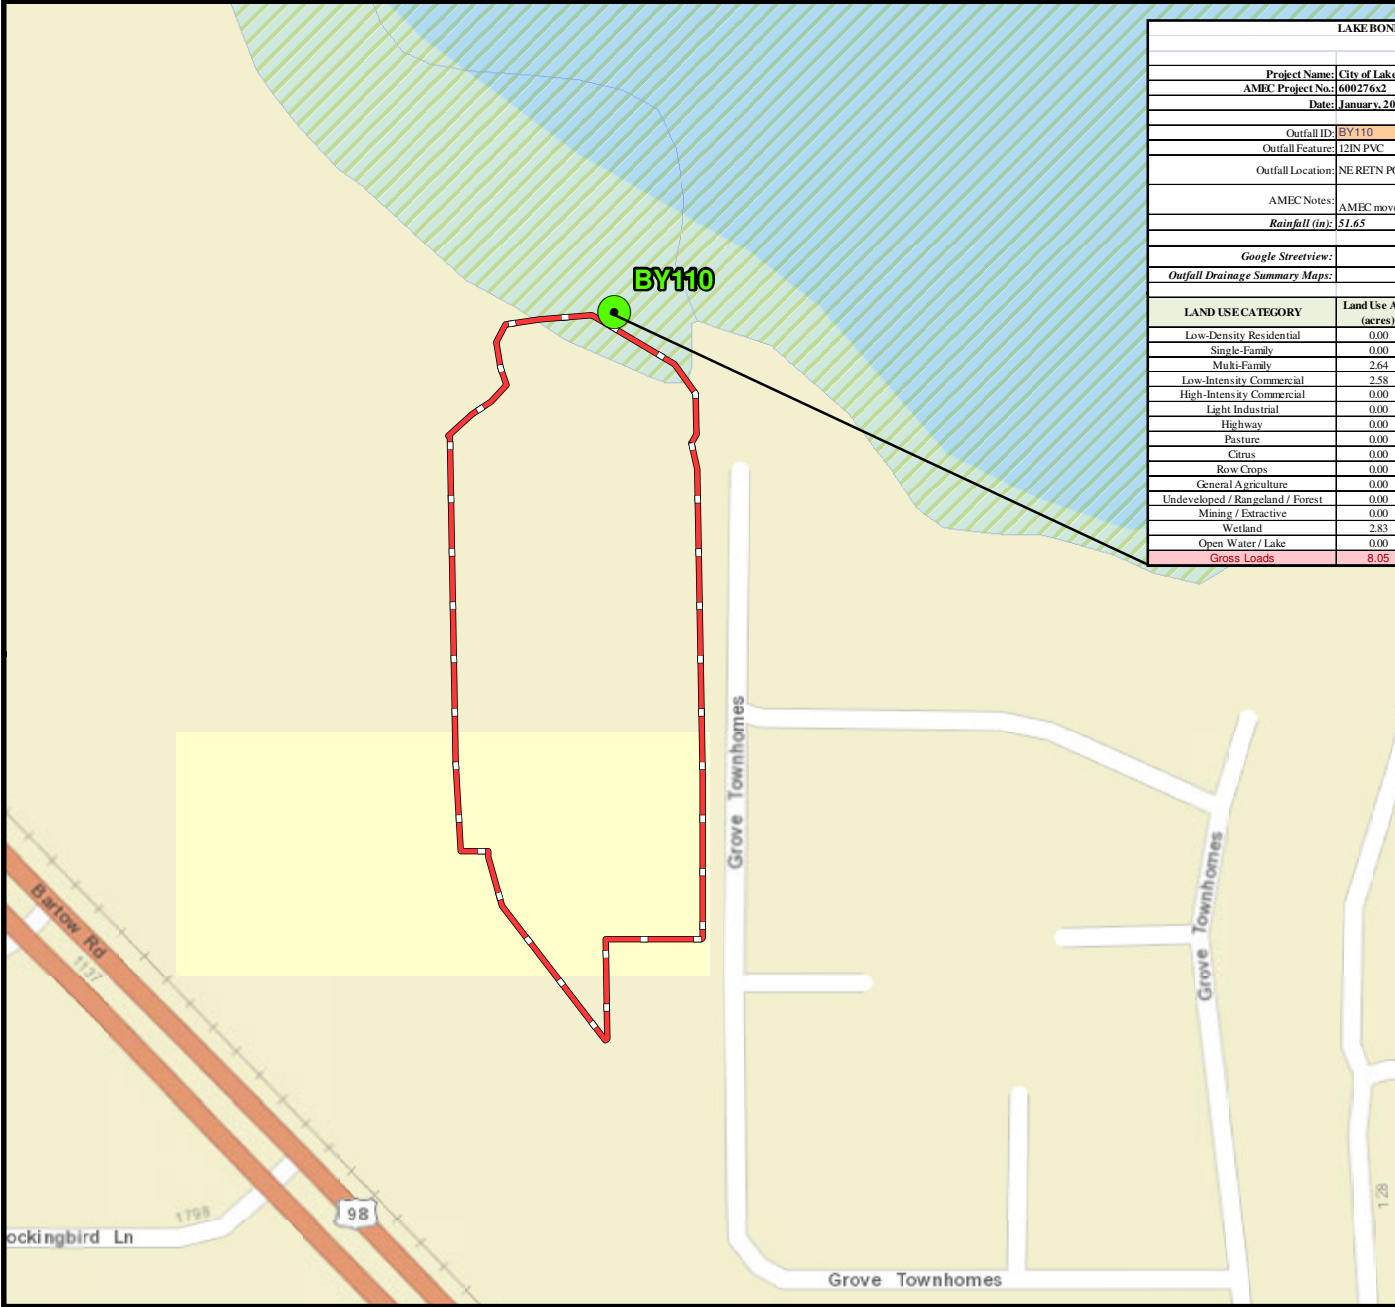 LAKE BON
Project Name: City of Lake
AMEC Project No.: 600276x2
Date: January, 20
Outfall ID: BY110
Outfall Feature: 12IN PVC
Outfall Location: NE RETN PO
AMEC Notes: AMEC move
Rainfall (in): 51.65
Google Streetview:
Outfall Drainage Summary Maps:
LAND USE CATEGORY Land Use A
(acres)
Low-Density Residential 0.00
Single-Family 0.00
Multi-Family 2.64
Low-Intensity Commercial 2.58
High-Intensity Commercial 0.00
Light Industrial 0.00
Highway 0.00
Pasture 0.00
Citrus 0.00
Row Crops 0.00
General Agriculture 0.00
Undeveloped / Rangeland / Forest 0.00
Mining / Extractive 0.00
Wetland 2.83
Open Water / Lake 0.00
Gross Loads 8.05
BY110
Grove Townhomes
Grove Townhomes
Bartow Rd
1137
1798
98
ockingbird Ln
Grove Townhomes
128